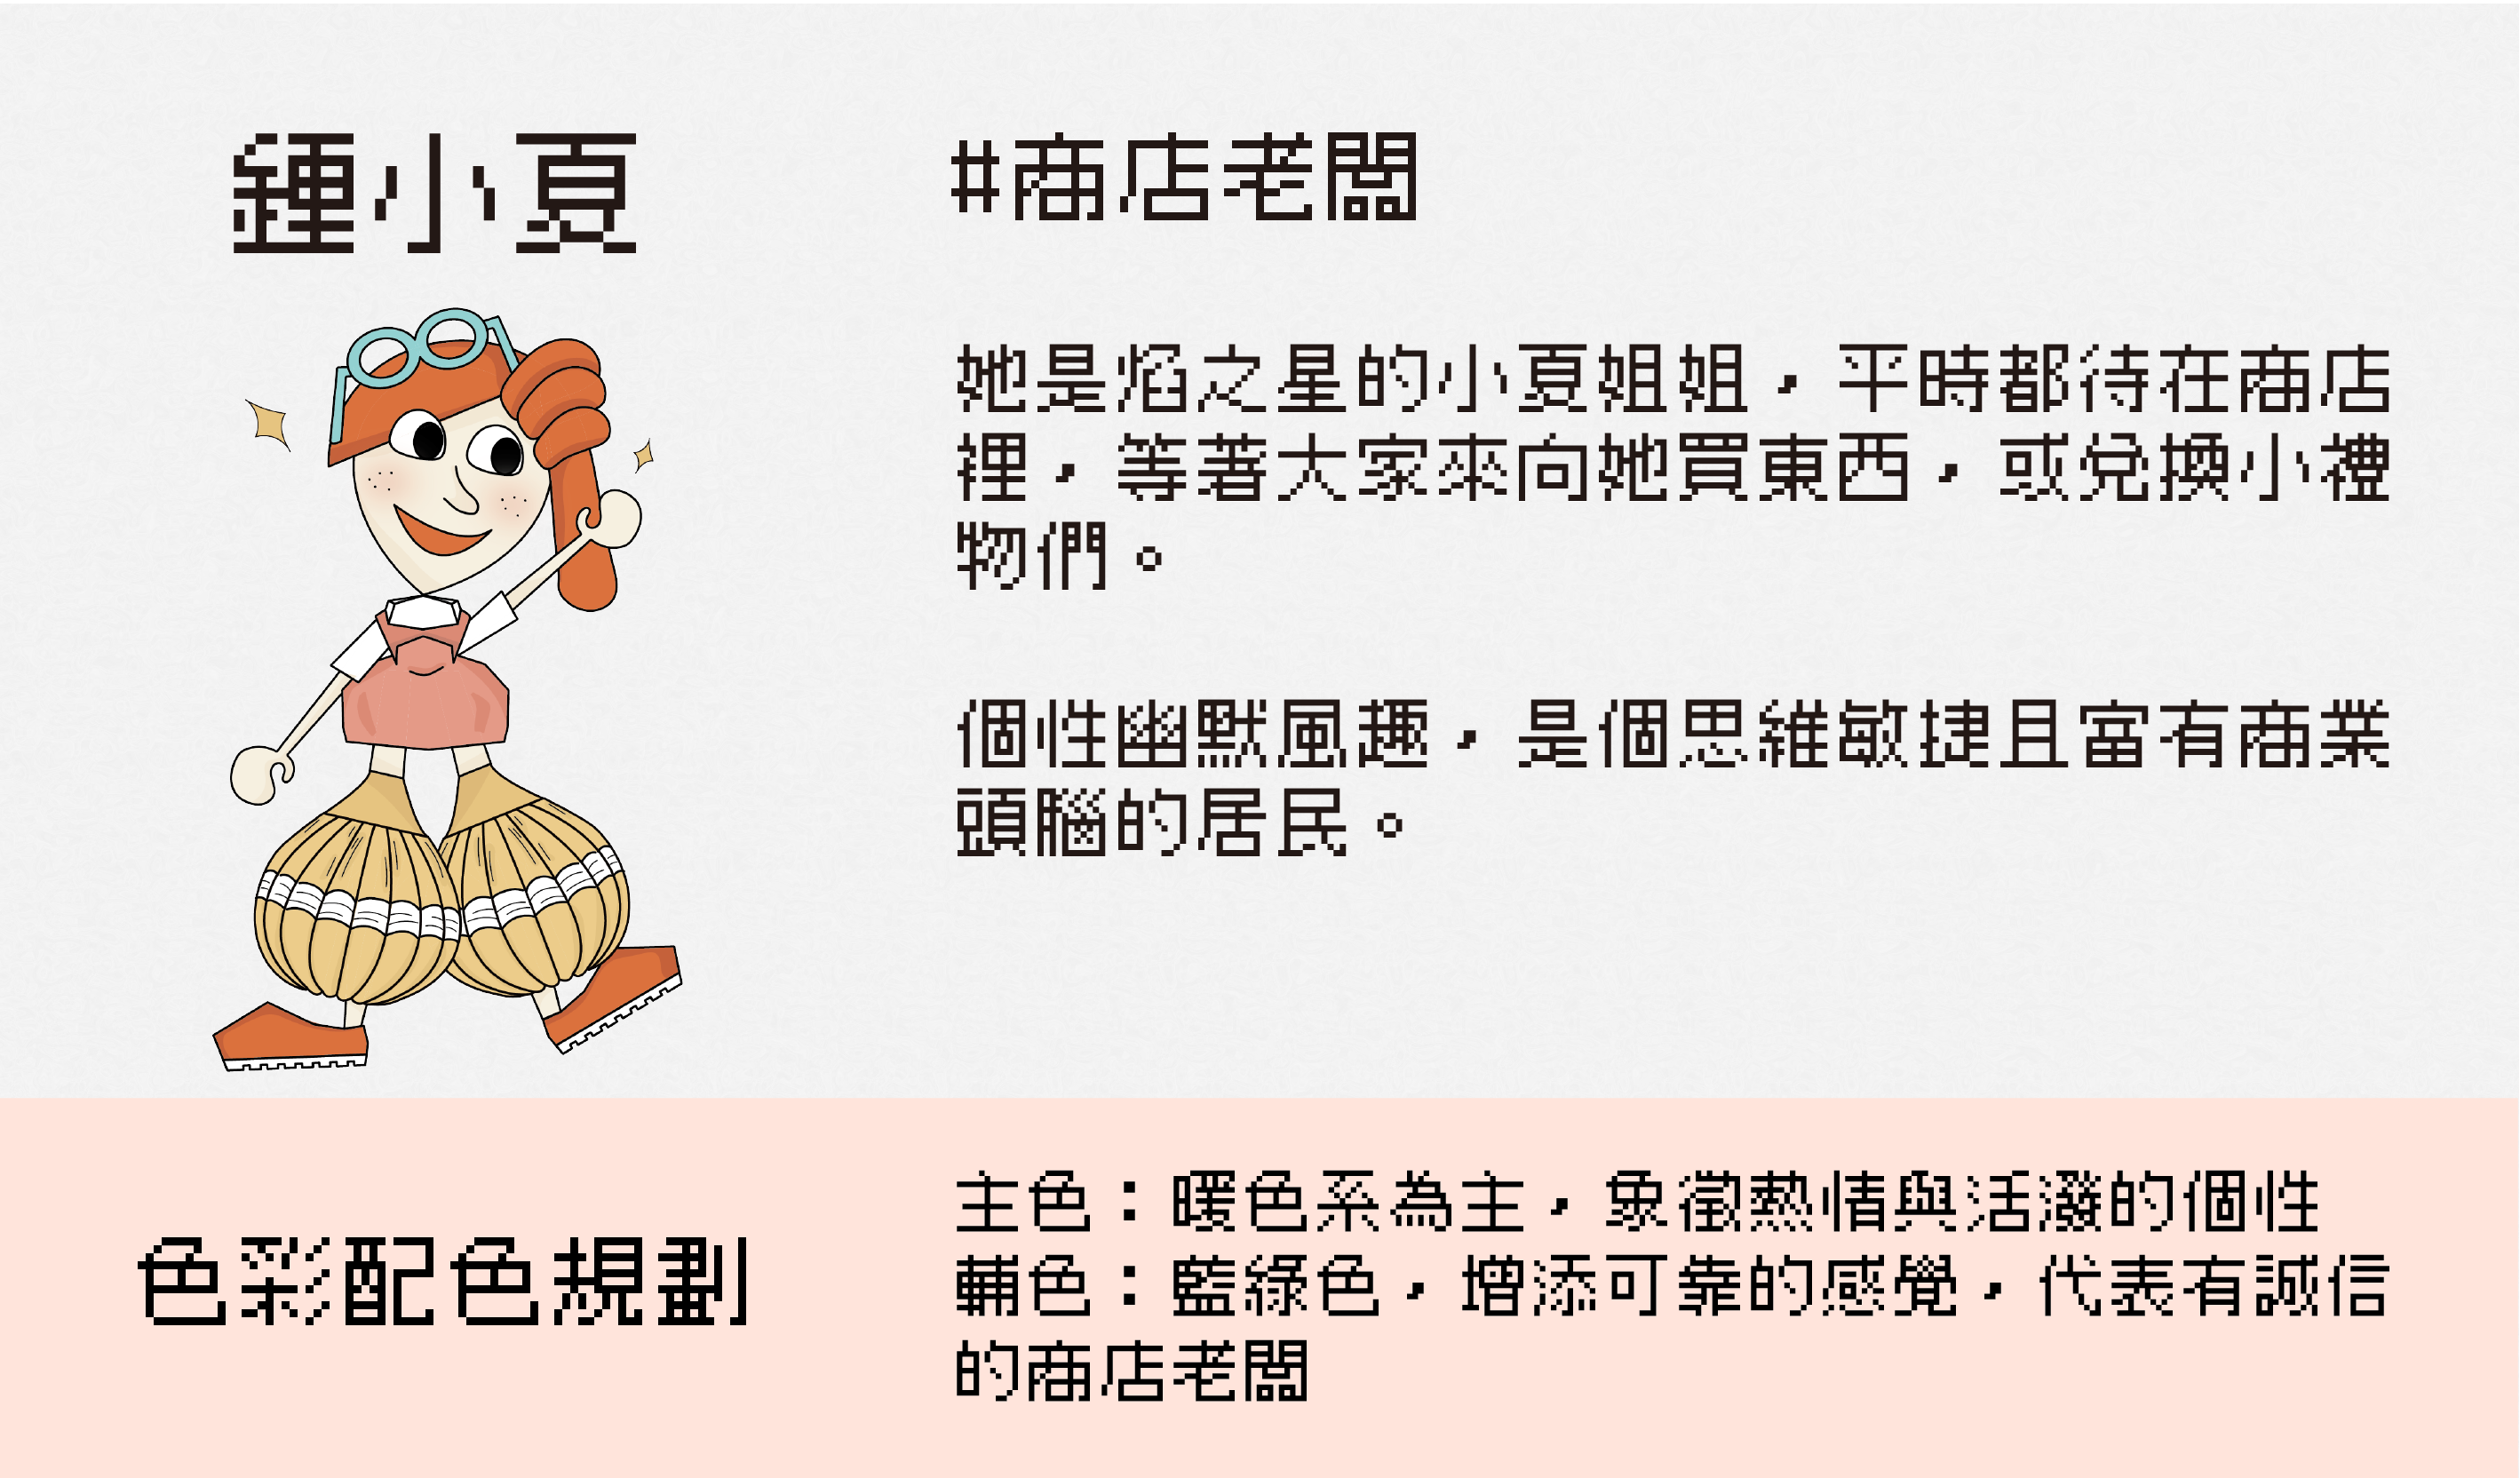 鍾小夏
#商店老闆
她是焰之星的小夏姐姐，平時都待在商店
裡，等著大家來向她買東西，或兌換小禮
物們。
個性幽默風趣，是個思維敏捷且富有商業
頭腦的居民。
色彩配色規劃
主色：暖色系為主，象徵熱情與活潑的個性
輔色：藍綠色，增添可靠的感覺，代表有誠信
的商店老闆